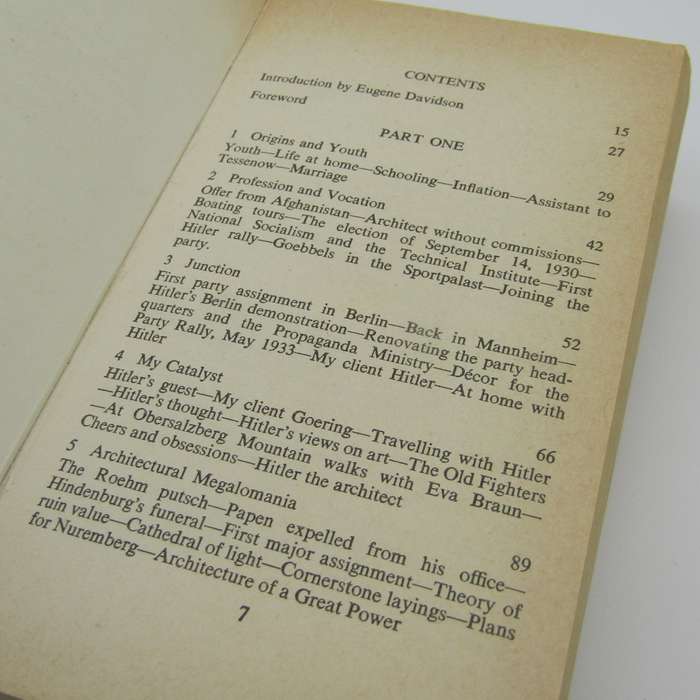 CONTENTS
Introduction by Eugene Davidson 15
Foreword 27
PART ONE
1 Origins and Youth 29
Youth—Life at home—Schooling—Inflation—Assistant to
Tessenow—Marriage
2 Profession and Vocation 42
Offer from Afghanistan—Architect without commissions—
Boating tours—The election of September 14, 1930—
National Socialism and the Technical Institute—First
Hitler rally—Goebbels in the Sportpalast—Joining the
party.
3 Junction 52
First party assignment in Berlin—Back in Mannheim—
Hitler's Berlin demonstration—Renovating the party head-
quarters and the Propaganda Ministry—Décor for the
Party Rally, May 1933—My client Hitler—At home with
Hitler
4 My Catalyst 66
Hitler's guest—My client Goering—Travelling with Hitler
—Hitler's thought—Hitler's views on art—The Old Fighters
—At Obersalzberg Mountain walks with Eva Braun—
Cheers and obsessions—Hitler the architect
5 Architectural Megalomania 89
The Roehm putsch—Papen expelled from his office—
Hindenburg's funeral—First major assignment—Theory of
ruin value—Cathedral of light—Cornerstone layings—Plans
for Nuremberg—Architecture of a Great Power
7